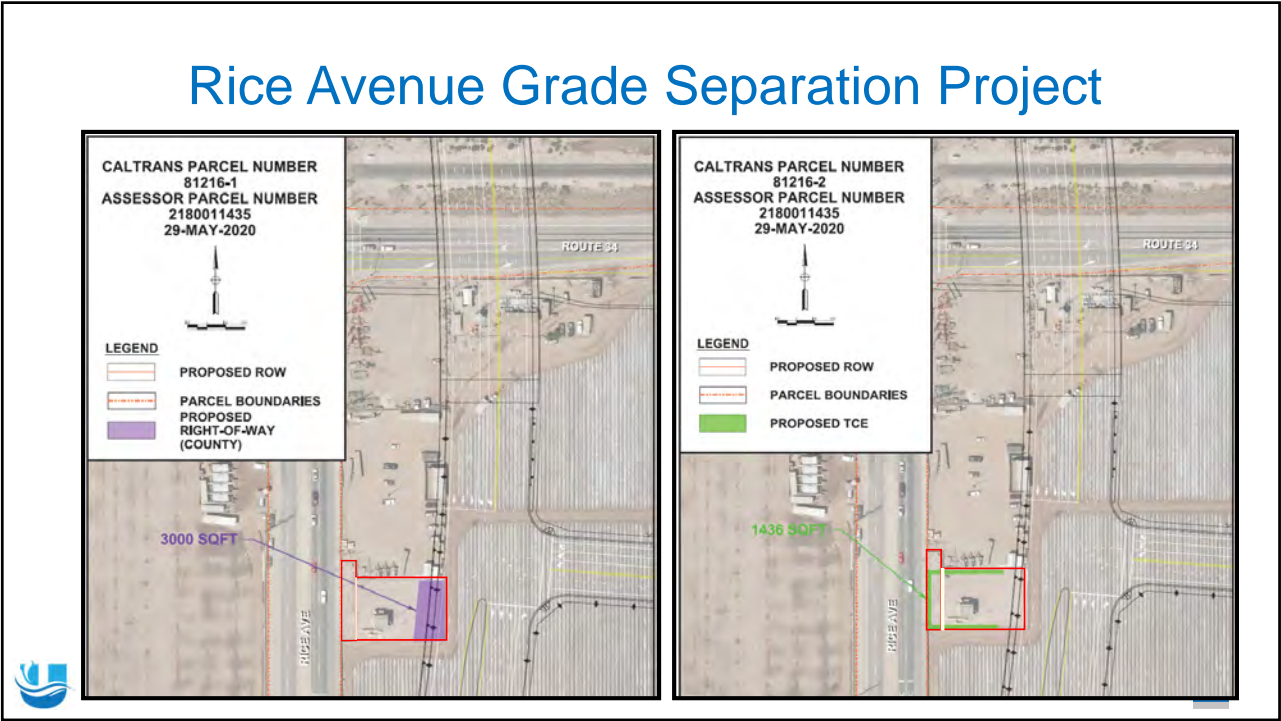 Rice Avenue Grade Separation Project
CALTRANS PARCEL NUMBER
81216-1
ASSESSOR PARCEL NUMBER
2180011435
29-MAY-2020
LEGEND
PROPOSED ROW
PARCEL BOUNDARIES
PROPOSED
RIGHT-OF-WAY
(COUNTY)
ROUTE 34
3000 SQFT
RICE AVE
CALTRANS PARCEL NUMBER
81216-2
ASSESSOR PARCEL NUMBER
2180011435
29-MAY-2020
LEGEND
PROPOSED ROW
PARCEL BOUNDARIES
PROPOSED TCE
ROUTE 34
1436 SQFT
RICE AVE